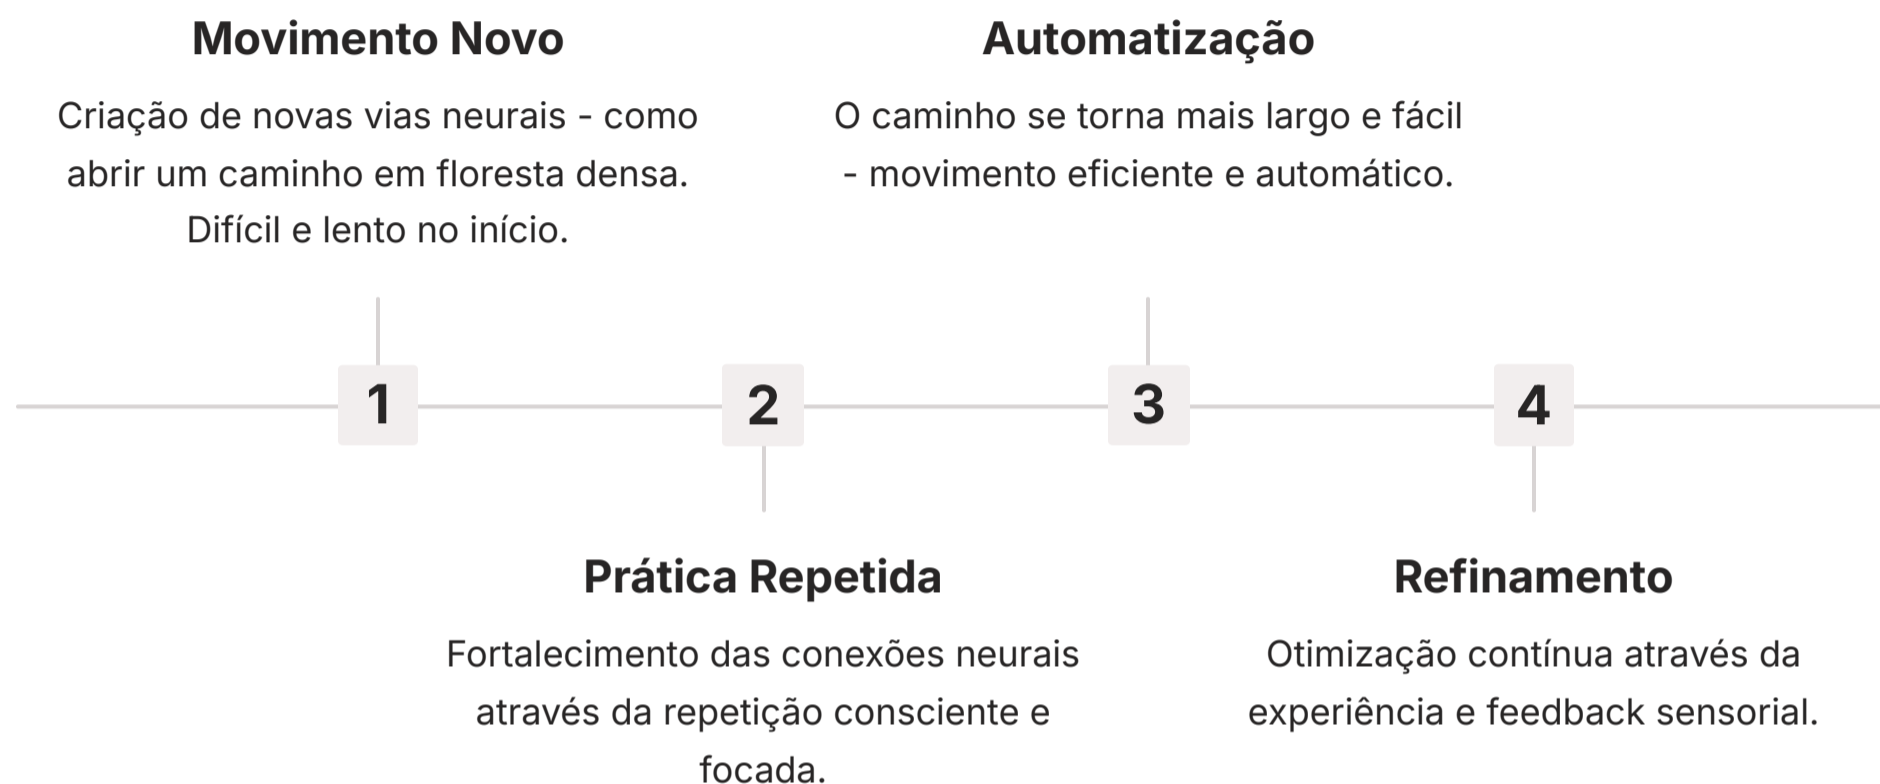 Movimento Novo
Criação de novas vias neurais - como
abrir um caminho em floresta densa.
Difícil e lento no início.
Automatização
O caminho se torna mais largo e fácil
- movimento eficiente e automático.
1
2
3
4
Prática Repetida
Fortalecimento das conexões neurais
através da repetição consciente e
focada.
Refinamento
Otimização contínua através da
experiência e feedback sensorial.